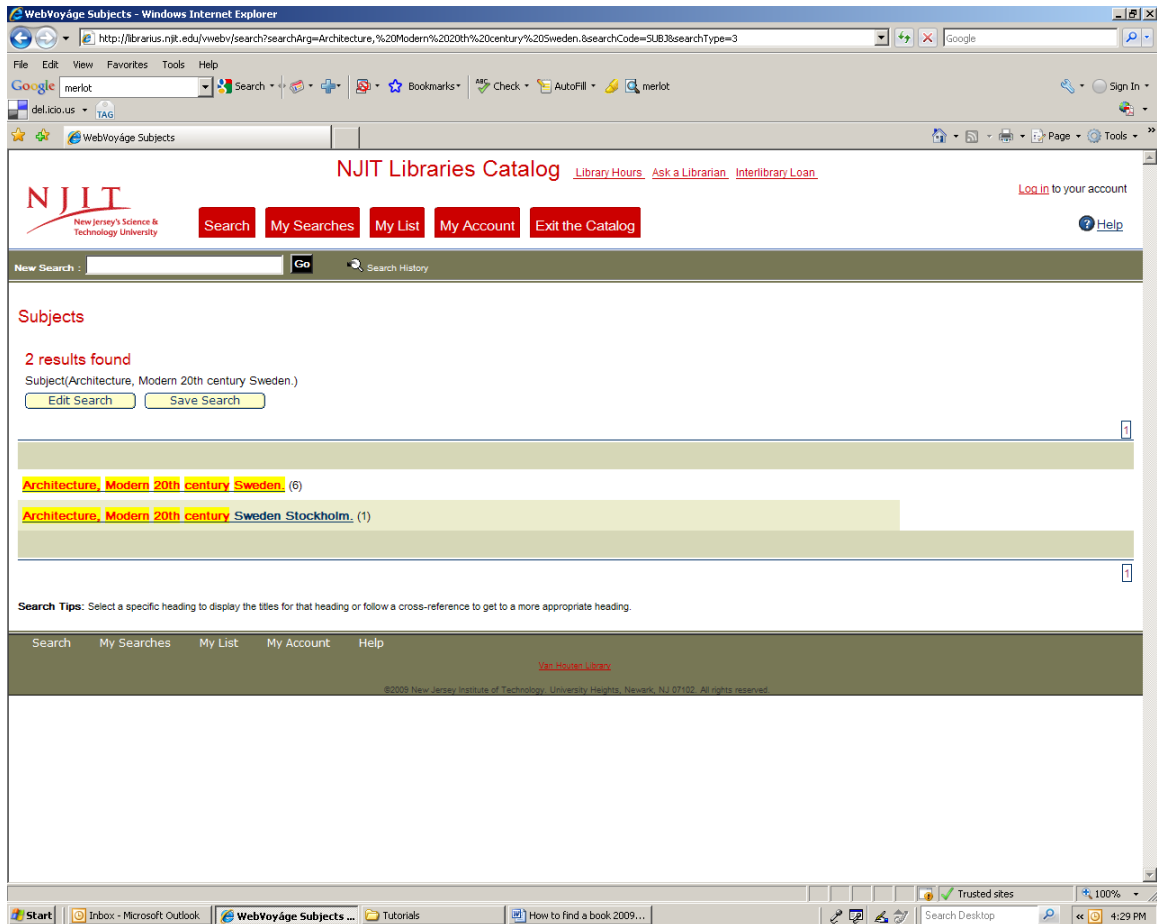 WebVoyáge Subjects - Windows Internet Explorer
http://librarius.njit.edu/vwebv/search?searchArg=Architecture,%20Modern%2020th%20century%20Sweden.&searchCode=SUBJ&searchType=3
Google
File Edit View Favorites Tools Help
Google merlot Search Bookmarks ABC Check AutoFill merlot Sign In
del.icio.us TAG
WebVoyáge Subjects Page Tools
NJIT Libraries Catalog Library Hours Ask a Librarian Interlibrary Loan
NJIT
New Jersey's Science &
Technology University
Log in to your account
Search My Searches My List My Account Exit the Catalog
? Help
New Search : Go Search History
Subjects
2 results found
Subject(Architecture, Modern 20th century Sweden.)
Edit Search Save Search
1
Architecture, Modern 20th century Sweden. (6)
Architecture, Modern 20th century Sweden Stockholm. (1)
1
Search Tips: Select a specific heading to display the titles for that heading or follow a cross-reference to get to a more appropriate heading.
Search My Searches My List My Account Help
Van Houten Library
©2009 New Jersey Institute of Technology. University Heights, Newark, NJ 07102. All rights reserved.
Trusted sites 100%
Start Inbox - Microsoft Outlook WebVoyáge Subjects ... Tutorials How to find a book 2009... Search Desktop 4:29 PM